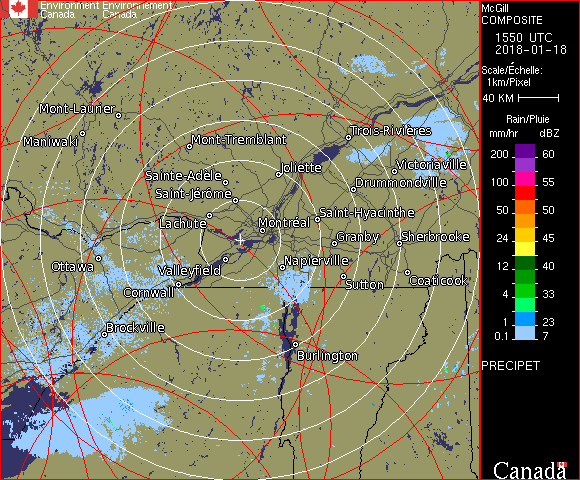 Environment Environnement
Canada Canada
McGill
COMPOSITE
1550 UTC
2018-01-18
Scale/Échelle:
1km/Pixel
40 KM
Rain/Pluie
mm/hr dBZ
200 60
100 55
100 55
50 50
24 45
12 40
4 33
1 23
0.1 7
PRECIPET
Canada
Mont-Laurier
Maniwaki
Mont-Tremblant
Trois-Rivières
Victoriaville
Joliette
Sainte-Adèle
Drummondville
Saint-Jérôme
Saint-Hyacinthe
Lachute
Montréal
Granby
Sherbrooke
Ottawa
Valleyfield
Napierville
Cornwall
Sutton
Coaticook
Brockville
Burlington